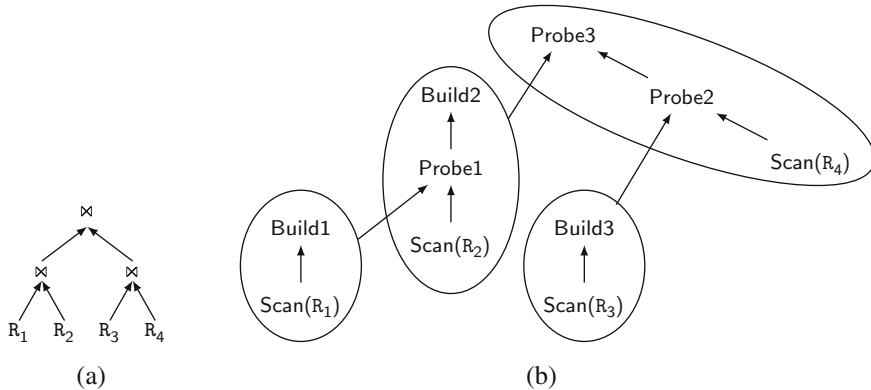 ⋈
⋈ ⋈
R₁ R₂ R₃ R₄
(a)
Probe3
Build2
Probe2
Probe1
Scan(R₄)
Build1
Scan(R₂)
Build3
Scan(R₁)
Scan(R₃)
(b)